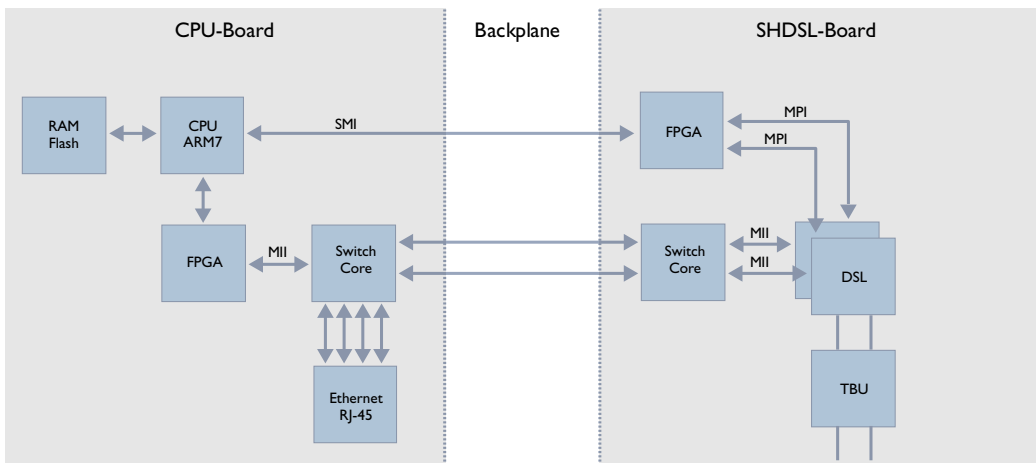 CPU-Board
Backplane
SHDSL-Board
RAM
Flash
CPU
ARM7
SMI
FPGA
MPI
MPI
FPGA
MII
Switch
Core
Switch
Core
MII
MII
DSL
Ethernet
RJ-45
TBU